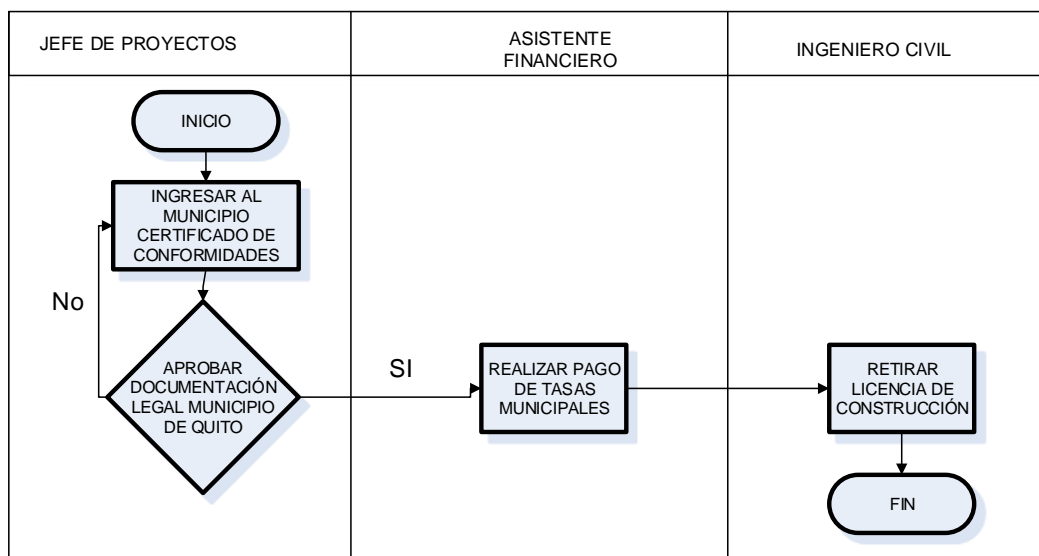 JEFE DE PROYECTOS
ASISTENTE
FINANCIERO
INGENIERO CIVIL
INICIO
INGRESAR AL
MUNICIPIO
CERTIFICADO DE
CONFORMIDADES
No
APROBAR
DOCUMENTACIÓN
LEGAL MUNICIPIO
DE QUITO
SI
REALIZAR PAGO
DE TASAS
MUNICIPALES
RETIRAR
LICENCIA DE
CONSTRUCCIÓN
FIN